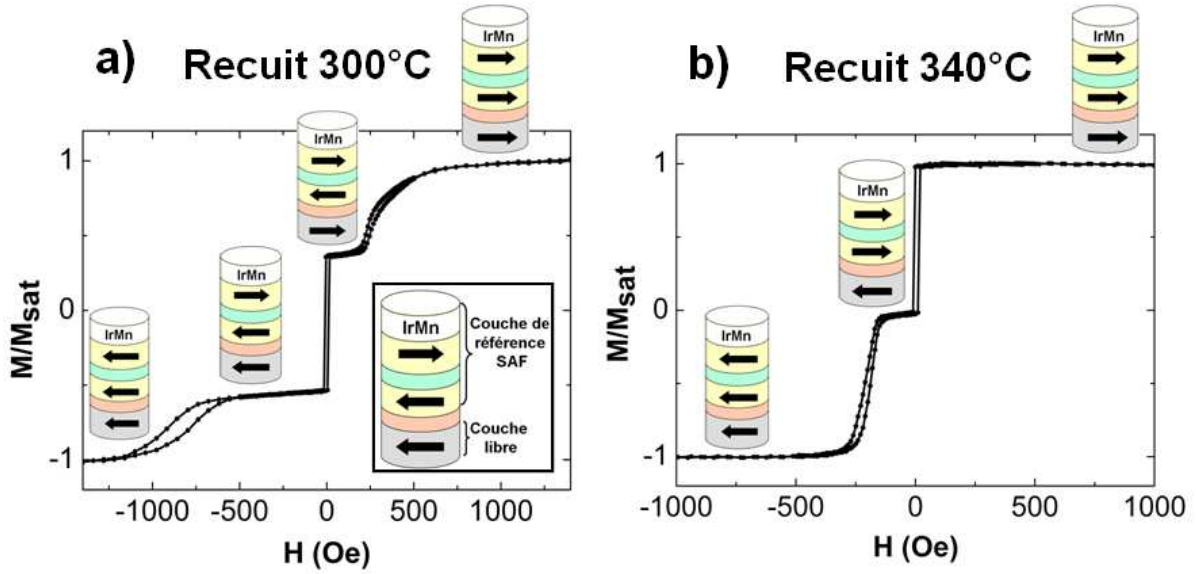 a) Recuit 300°C
IrMn
IrMn
IrMn
IrMn
1
0
-1
M/Msat
-1000 -500 0 500 1000
H (Oe)
IrMn
Couche de
référence
SAF
Couche
libre
b) Recuit 340°C
IrMn
IrMn
IrMn
1
0
-1
M/Msat
-1000 -500 0 500 1000
H (Oe)